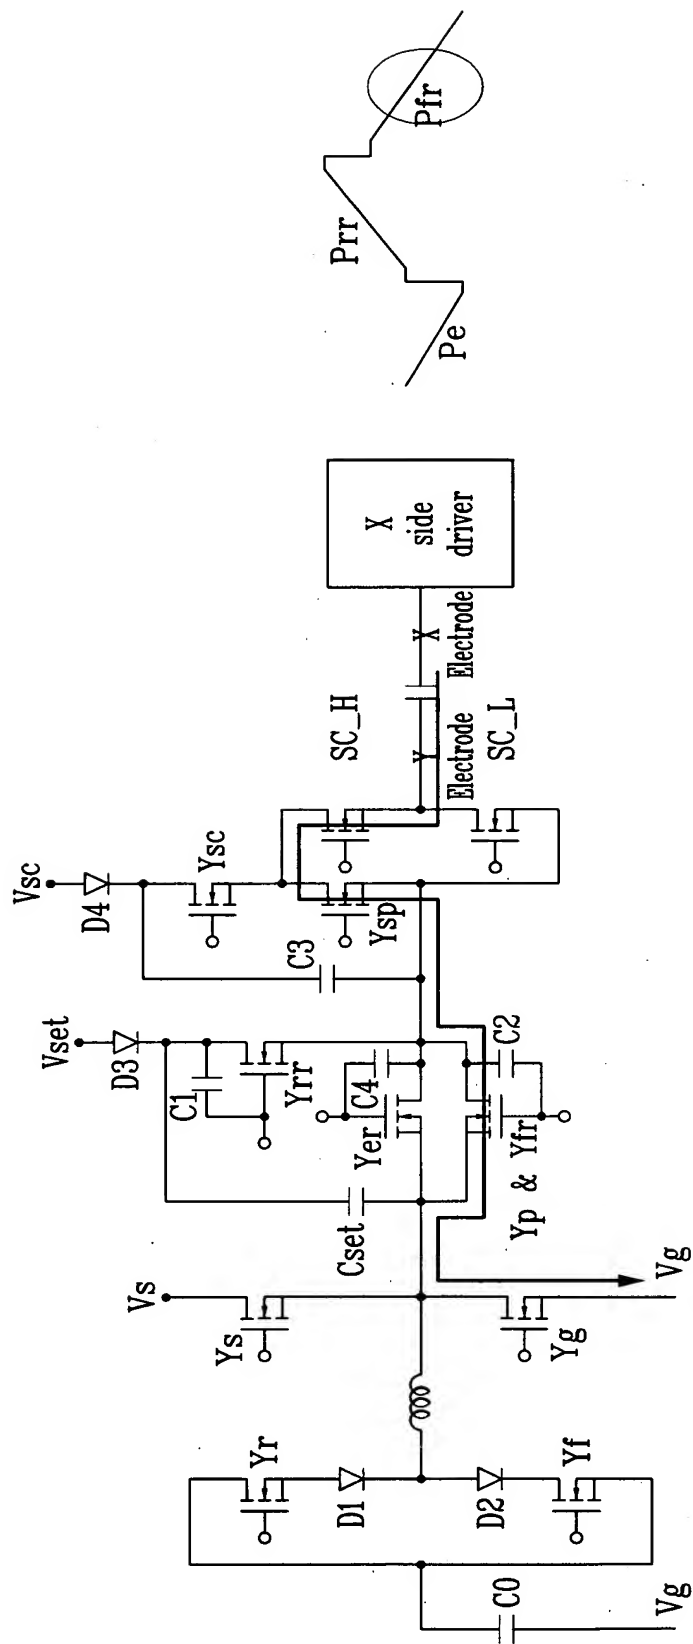 Pe
Prr
Pfr
Vsc
D4
Ysc
Ysp
C3
SC_H
SC_L
Y
Electrode
X
Electrode
X
side
driver
Vset
D3
C1
Yrr
Yer
C4
C2
Cset
Yp & Yfr
Vs
Ys
Yg
Vg
Yr
D1
D2
Yf
C0
Vg